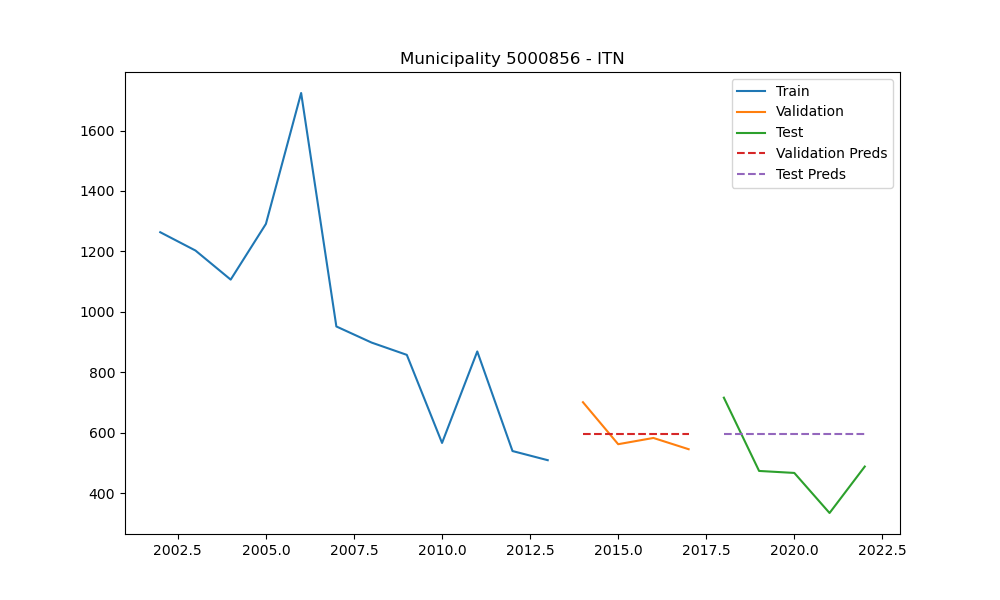 Municipality 5000856 - ITN
Train
Validation
Test
Validation Preds
Test Preds
1600
1400
1200
1000
800
600
400
2002.5 2005.0 2007.5 2010.0 2012.5 2015.0 2017.5 2020.0 2022.5